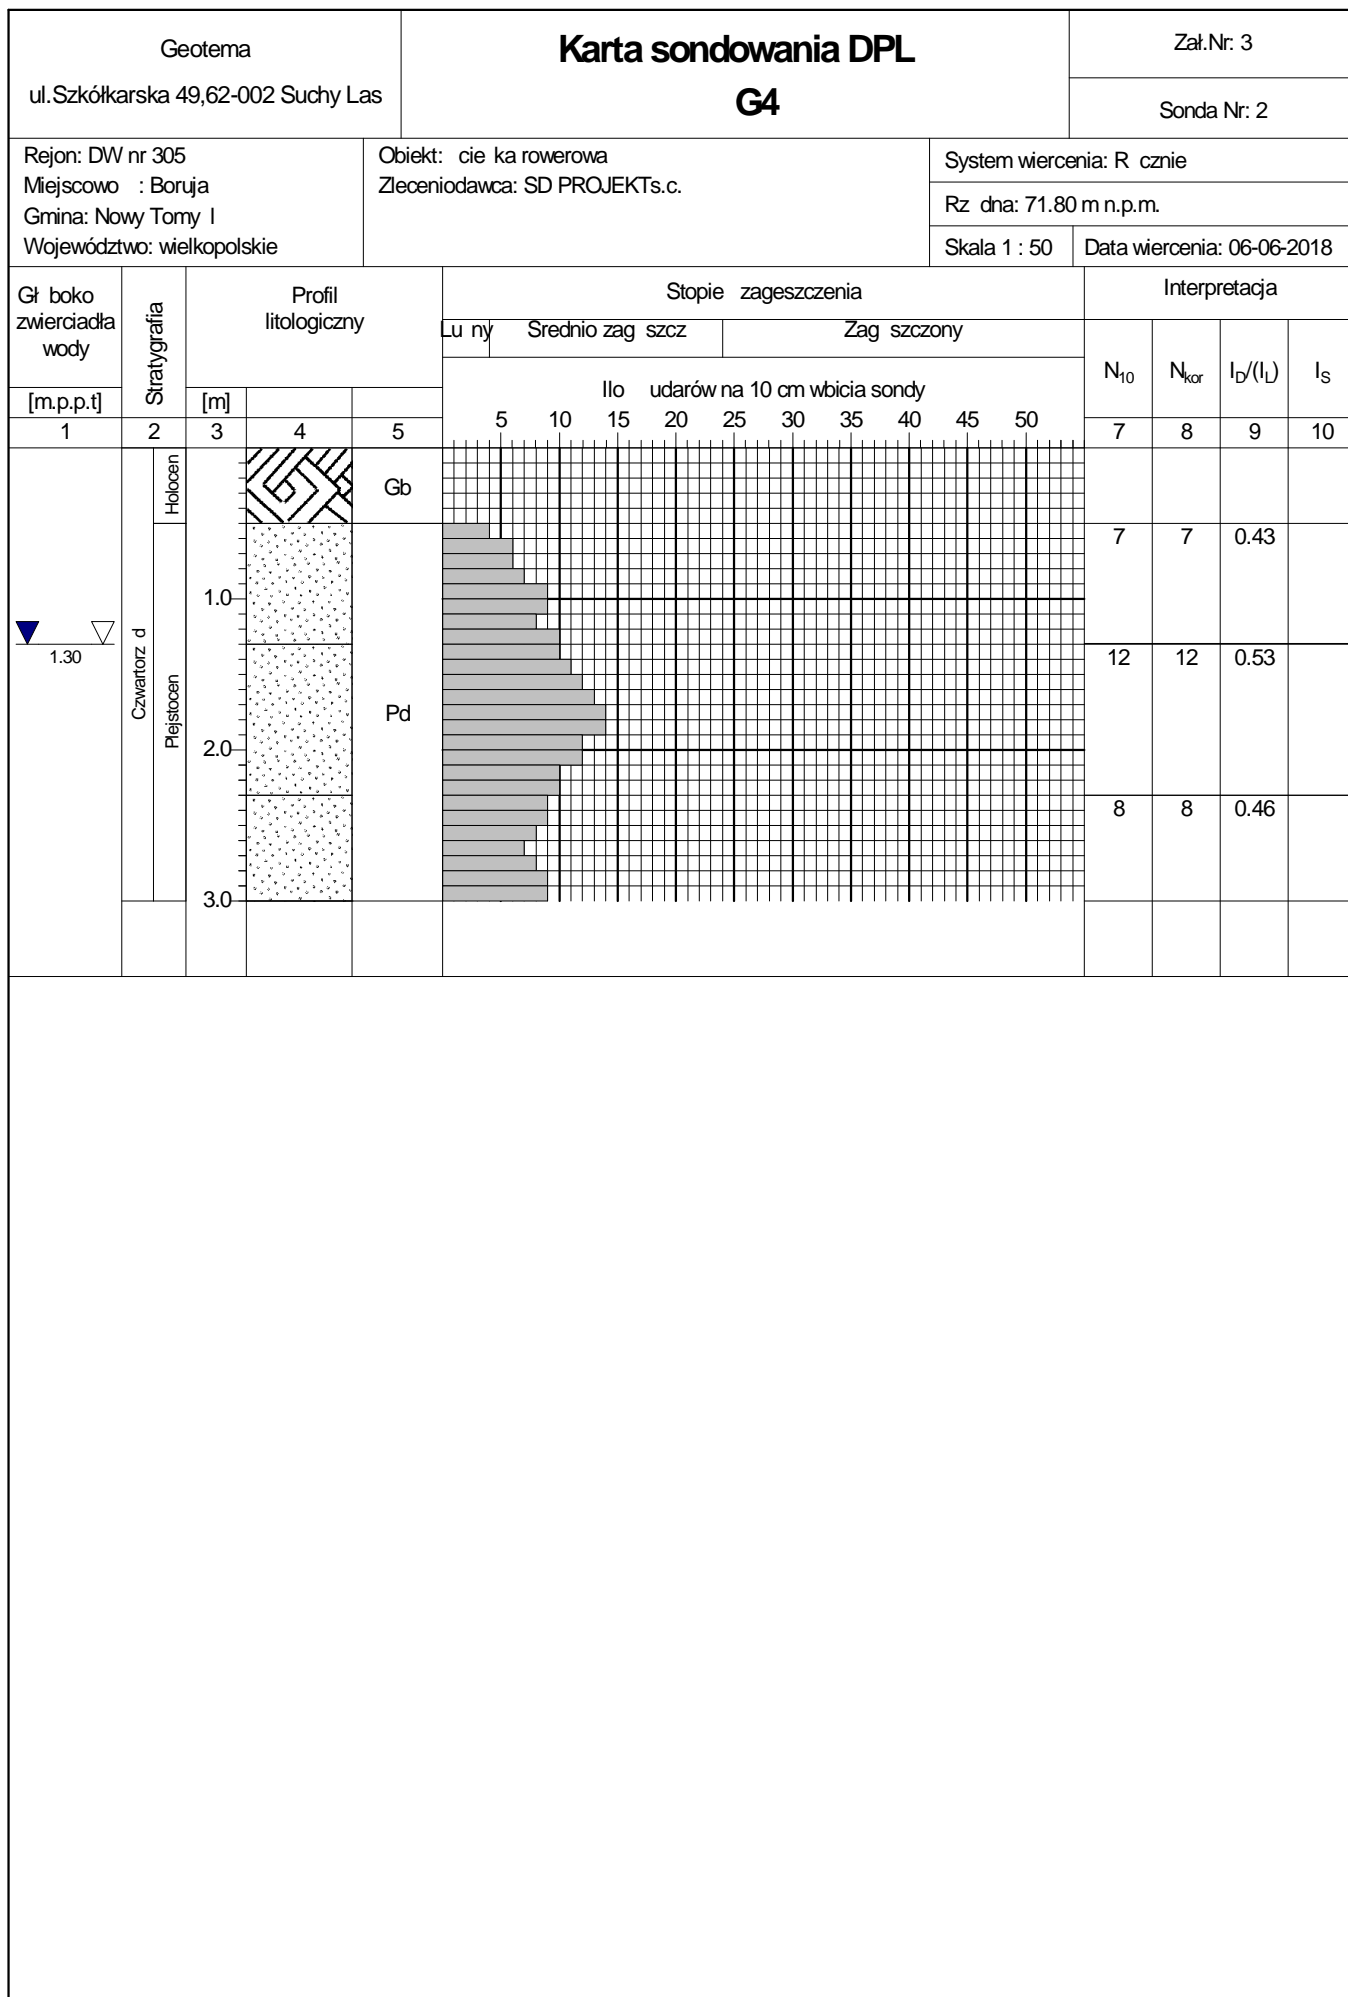 Geotema
ul.Szkółkarska 49,62-002 Suchy Las
Karta sondowania DPL
G4
Zał.Nr: 3
Sonda Nr: 2
Rejon: DW nr 305
Miejscowo : Boruja
Gmina: Nowy Tomy l
Województwo: wielkopolskie
Obiekt: cie ka rowerowa
Zleceniodawca: SD PROJEKTs.c.
System wiercenia: R cznie
Rz dna: 71.80 m n.p.m.
Skala 1 : 50
Data wiercenia: 06-06-2018
Gł boko
zwierciadła
wody
[m.p.p.t]
Stratygrafia
Profil
litologiczny
[m]
Stopie zageszczenia
Lu ny
Srednio zag szcz
Zag szczony
Ilo udarów na 10 cm wbicia sondy
5 10 15 20 25 30 35 40 45 50
Interpretacja
N10 Nkor ID/(IL) IS
1 2 3 4 5 7 8 9 10
Holocen
Gb
Czwartorz d
Plejstocen
Pd
7 7 0.43
1.0
1.30
12 12 0.53
2.0
8 8 0.46
3.0